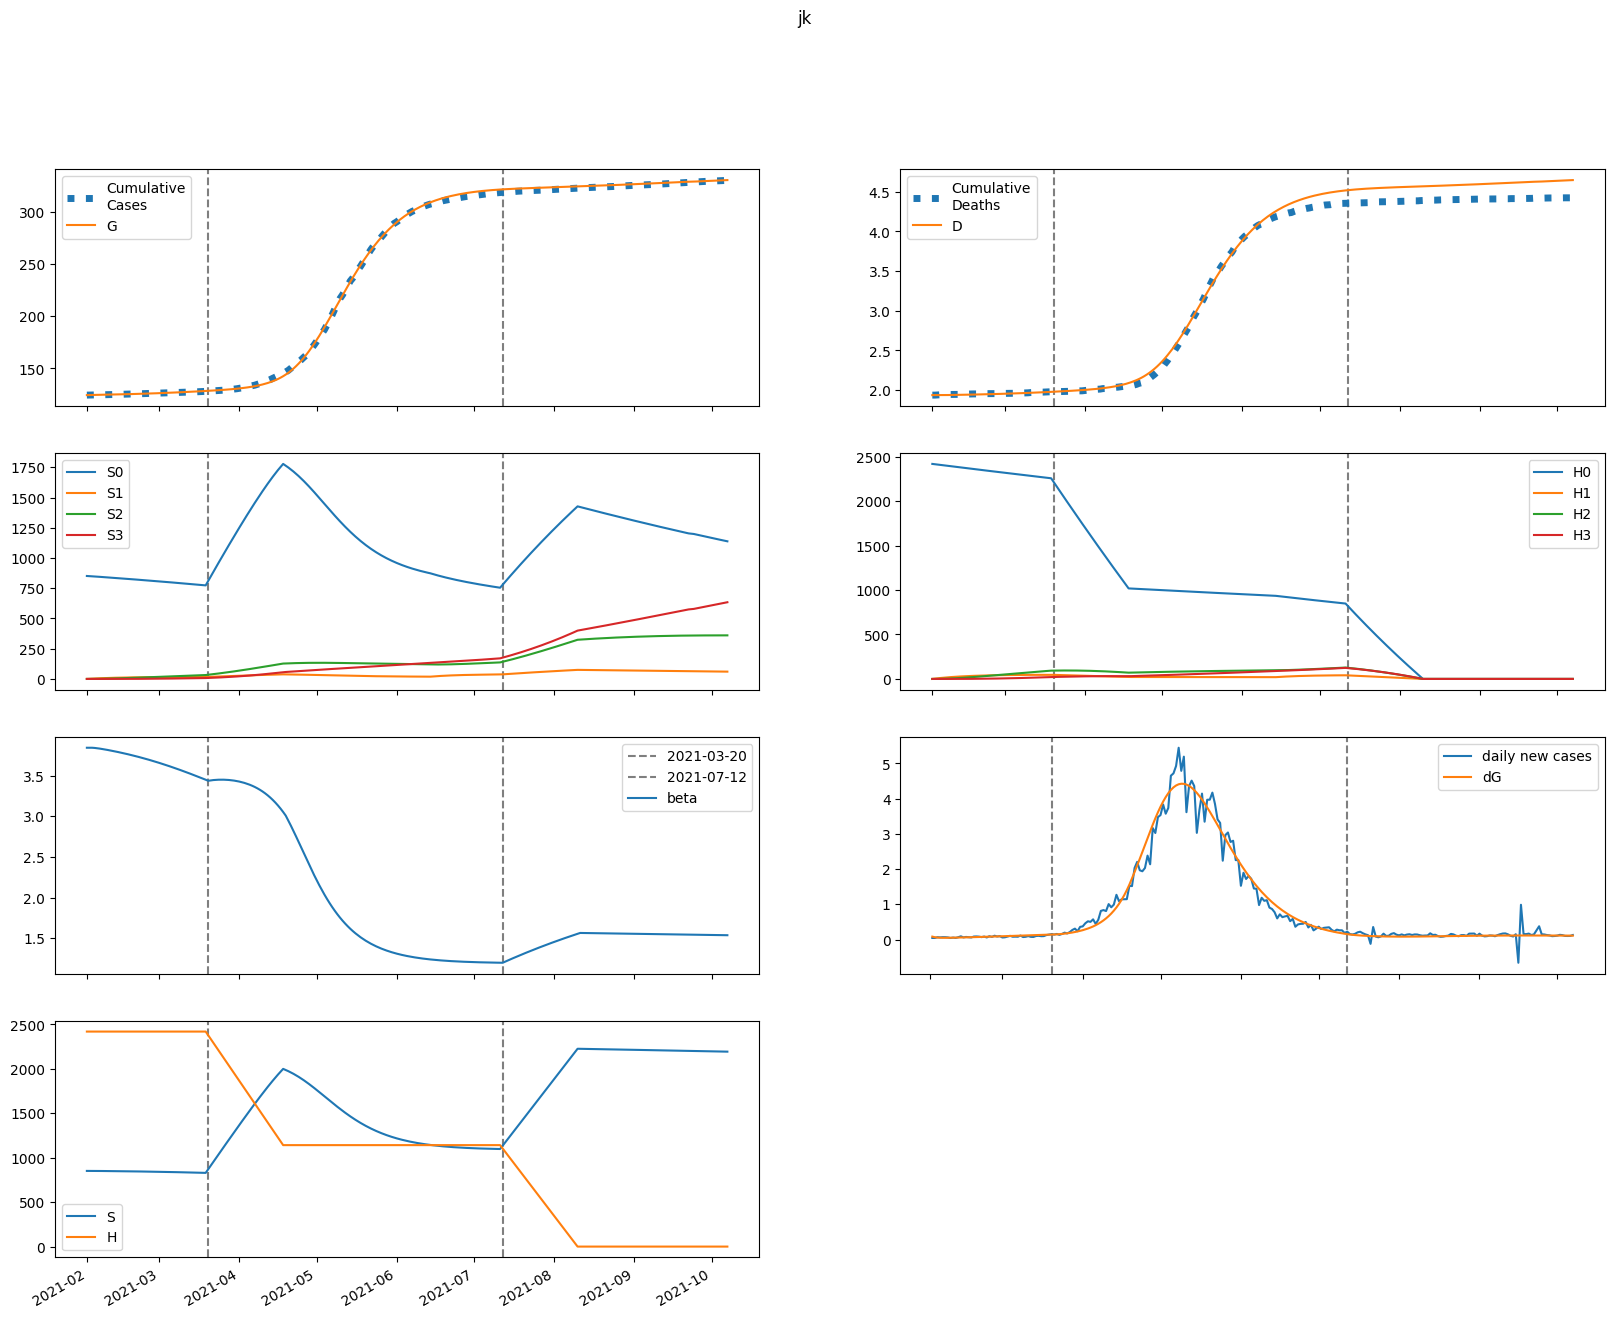 jk
Cumulative
Cases
G
300
250
200
150
Cumulative
Deaths
D
4.5
4.0
3.5
3.0
2.5
2.0
S0
S1
S2
S3
1750
1500
1250
1000
750
500
250
0
H0
H1
H2
H3
2500
2000
1500
1000
500
0
2021-03-20
2021-07-12
beta
3.5
3.0
2.5
2.0
1.5
daily new cases
dG
5
4
3
2
1
0
2500
2000
1500
1000
500
0
S
H
2021-02
2021-03
2021-04
2021-05
2021-06
2021-07
2021-08
2021-09
2021-10